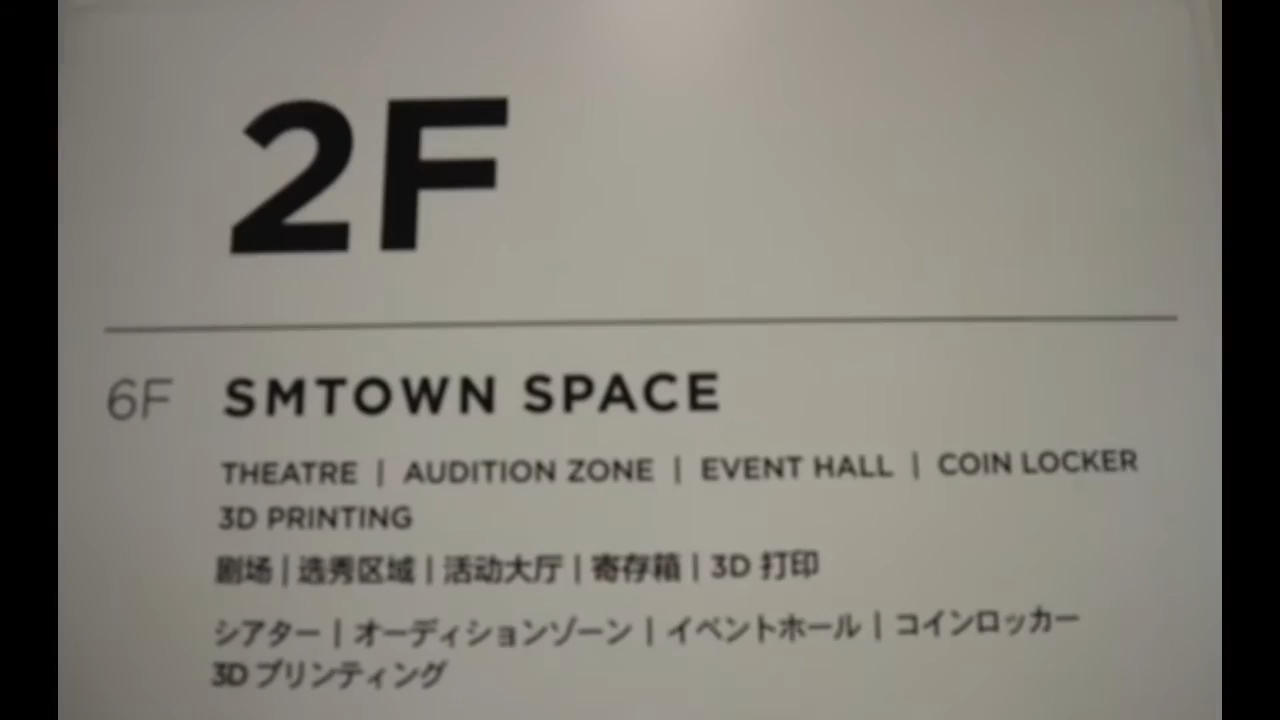 2F
6F SMTOWN SPACE
THEATRE | AUDITION ZONE | EVENT HALL | COIN LOCKER
3D PRINTING
剧场 | 选秀区域 | 活动大厅 | 寄存箱 | 3D 打印
シアター | オーディションゾーン | イベントホール | コインロッカー
3D プリンティング